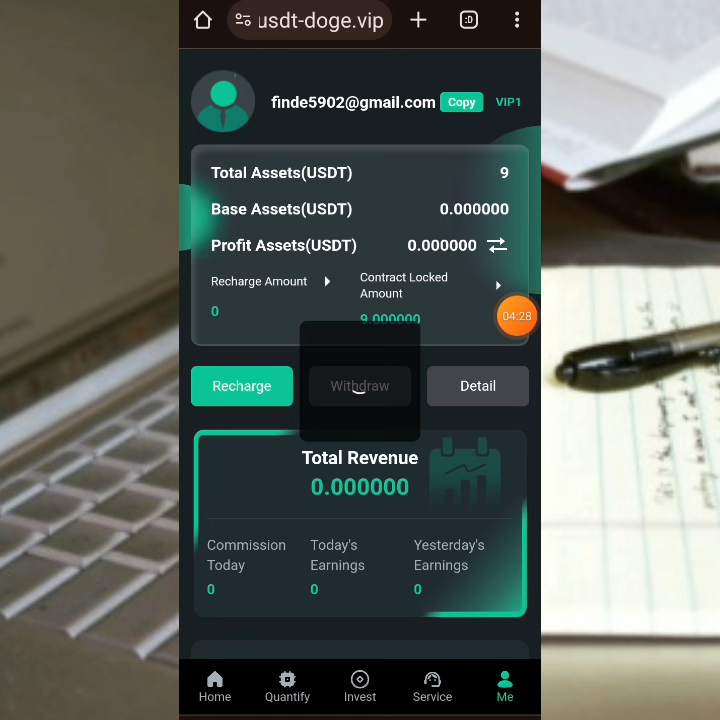 usdt-doge.vip
:D
finde5902@gmail.com Copy VIP1
Total Assets(USDT) 9
Base Assets(USDT) 0.000000
Profit Assets(USDT) 0.000000
Recharge Amount
Contract Locked
Amount
0
9.000000
04:28
Recharge Withdraw Detail
Total Revenue
0.000000
Commission
Today
0
Today's
Earnings
0
Yesterday's
Earnings
0
Home Quantify Invest Service Me